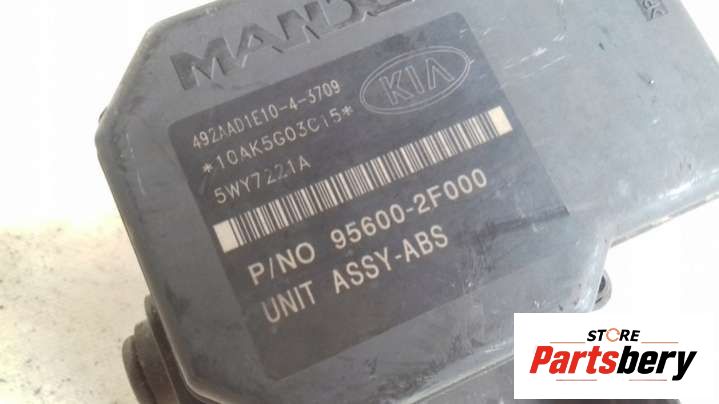 MANDO
KIA
492AAD1E10-4-3709
*10AK5G03C15*
5WY7221A
P/NO 95600-2F000
UNIT ASSY-ABS
STORE
Partsbery